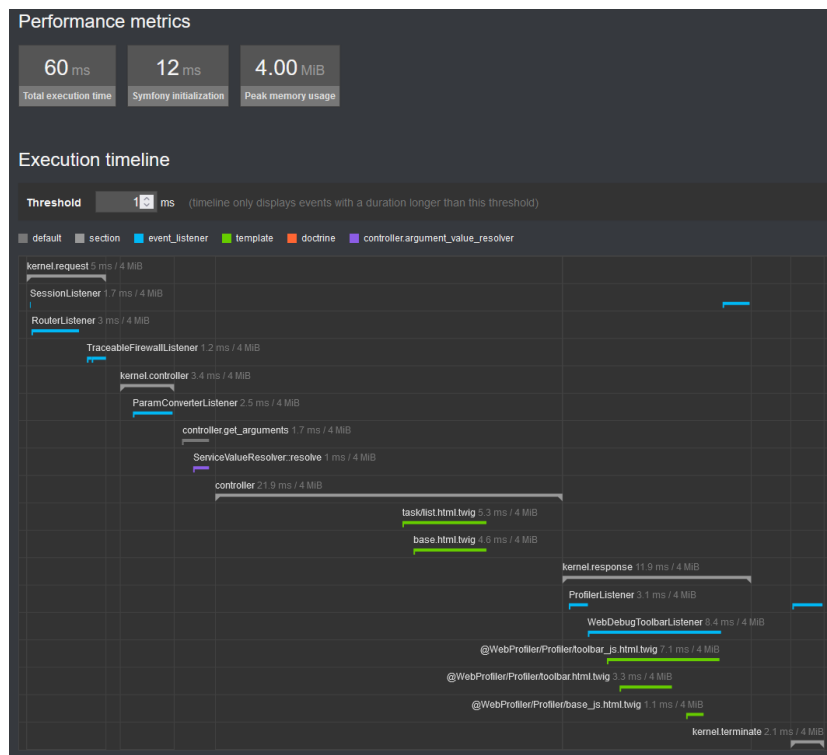 Performance metrics
60 ms
12 ms
4.00 MiB
Total execution time
Symfony initialization
Peak memory usage
Execution timeline
Threshold 1 ms (timeline only displays events with a duration longer than this threshold)
default section event_listener template doctrine controller.argument_value_resolver
kernel.request 5 ms / 4 MiB
SessionListener 1.7 ms / 4 MiB
RouterListener 3 ms / 4 MiB
TraceableFirewallListener 1.2 ms / 4 MiB
kernel.controller 3.4 ms / 4 MiB
ParamConverterListener 2.5 ms / 4 MiB
controller.get_arguments 1.7 ms / 4 MiB
ServiceValueResolver::resolve 1 ms / 4 MiB
controller 21.9 ms / 4 MiB
task/list.html.twig 5.3 ms / 4 MiB
base.html.twig 4.6 ms / 4 MiB
kernel.response 11.9 ms / 4 MiB
ProfilerListener 3.1 ms / 4 MiB
WebDebugToolbarListener 8.4 ms / 4 MiB
@WebProfiler/Profiler/toolbar_js.html.twig 7.1 ms / 4 MiB
@WebProfiler/Profiler/toolbar.html.twig 3.3 ms / 4 MiB
@WebProfiler/Profiler/base_js.html.twig 1.1 ms / 4 MiB
kernel.terminate 2.1 ms / 4 MiB